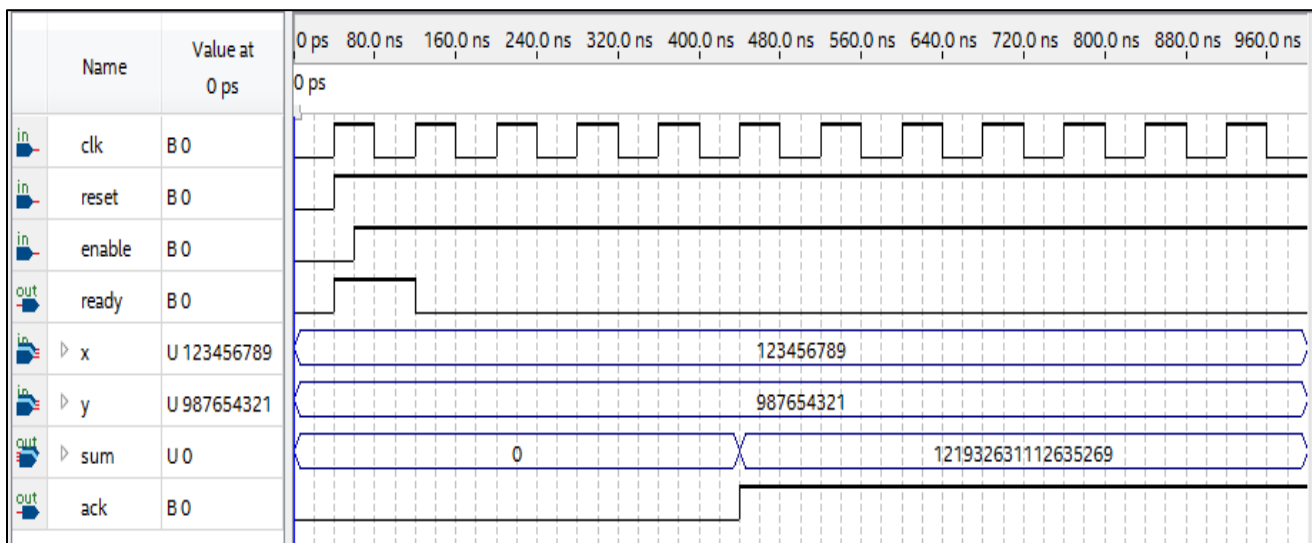 Name Value at 0 ps 0 ps 80.0 ns 160.0 ns 240.0 ns 320.0 ns 400.0 ns 480.0 ns 560.0 ns 640.0 ns 720.0 ns 800.0 ns 880.0 ns 960.0 ns
0 ps
in clk B 0
in reset B 0
in enable B 0
out ready B 0
in x U 123456789 123456789
in y U 987654321 987654321
out sum U 0 0 121932631112635269
out ack B 0